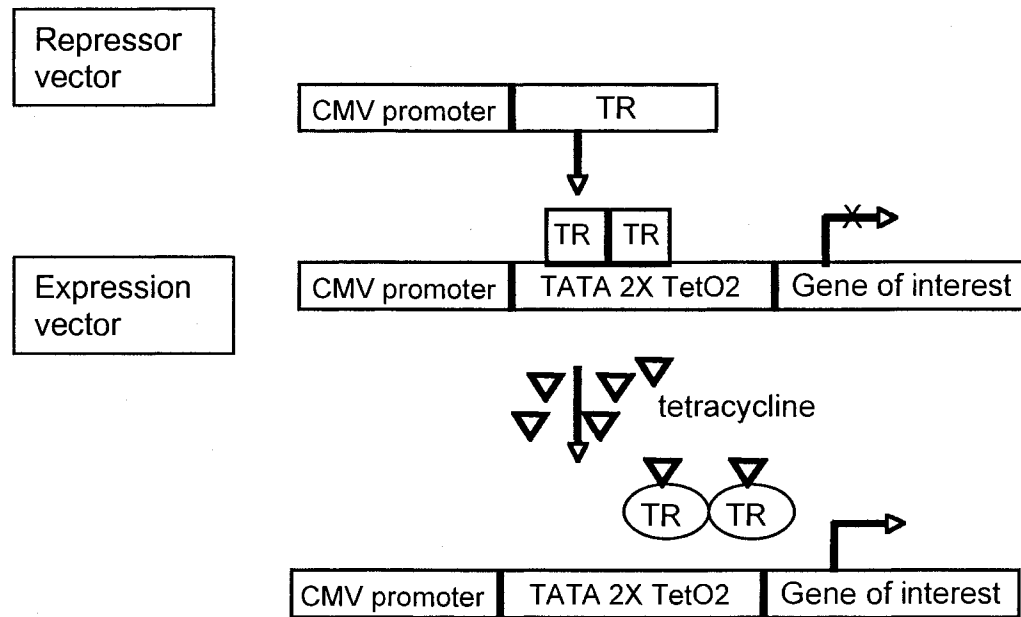 Repressor
vector
CMV promoter
TR
TR
TR
X
Expression
vector
CMV promoter
TATA 2X TetO2
Gene of interest
tetracycline
TR
TR
CMV promoter
TATA 2X TetO2
Gene of interest